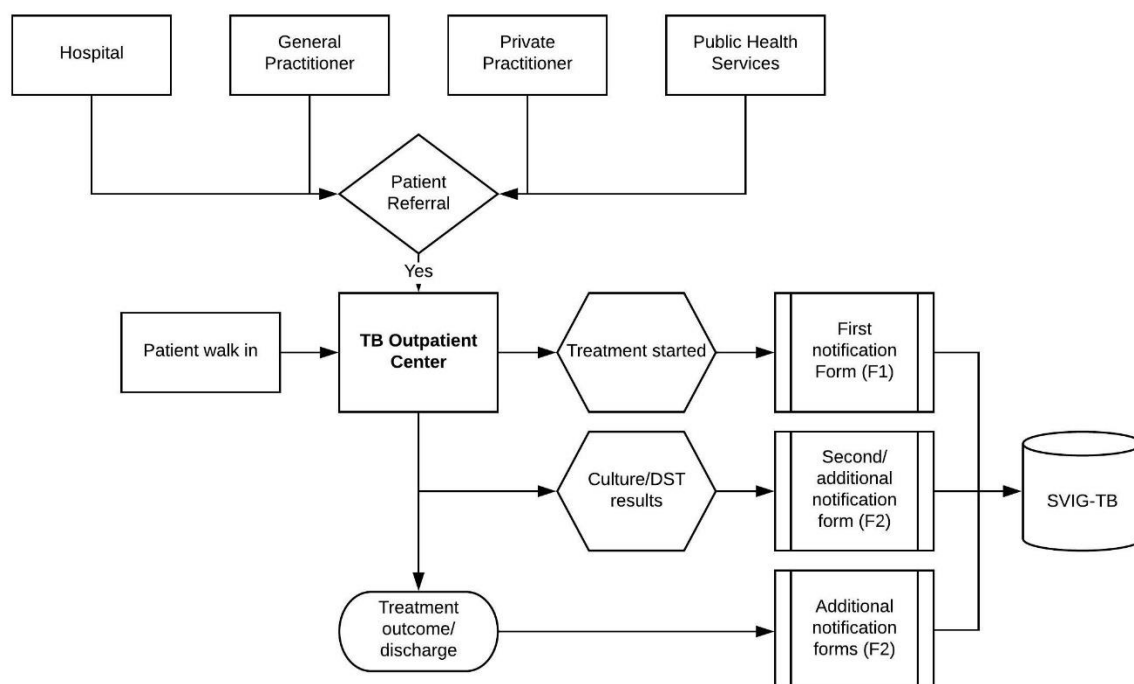 Hospital
General
Practitioner
Private
Practitioner
Public Health
Services
Patient
Referral
Yes
Patient walk in
TB Outpatient
Center
Treatment started
First
notification
Form (F1)
Culture/DST
results
Second/
additional
notification
form (F2)
SVIG-TB
Treatment
outcome/
discharge
Additional
notification
forms (F2)